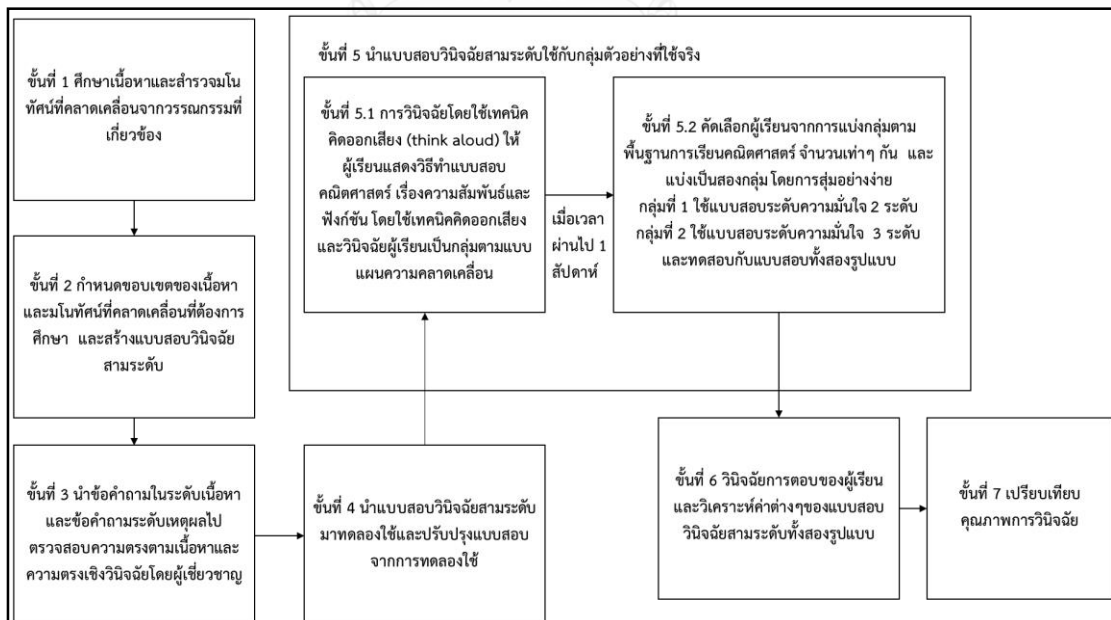 ขั้นที่ 1 ศึกษาเนื้อหาและสำรวจมโน
ทัศน์ที่คลาดเคลื่อนจากวรรณกรรมที่
เกี่ยวข้อง
ขั้นที่ 2 กำหนดขอบเขตของเนื้อหา
และมโนทัศน์ที่คลาดเคลื่อนที่ต้องการ
ศึกษา และสร้างแบบสอบวินิจฉัย
สามระดับ
ขั้นที่ 3 นำข้อคำถามในระดับเนื้อหา
และข้อคำถามระดับเหตุผลไป
ตรวจสอบความตรงตามเนื้อหาและ
ความตรงเชิงวินิจฉัยโดยผู้เชี่ยวชาญ
ขั้นที่ 4 นำแบบสอบวินิจฉัยสามระดับ
มาทดลองใช้และปรับปรุงแบบสอบ
จากการทดลองใช้
ขั้นที่ 5 นำแบบสอบวินิจฉัยสามระดับใช้กับกลุ่มตัวอย่างที่ใช้จริง
ขั้นที่ 5.1 การวินิจฉัยโดยใช้เทคนิค
คิดออกเสียง (think aloud) ให้
ผู้เรียนแสดงวิธีทำแบบสอบ
คณิตศาสตร์ เรื่องความสัมพันธ์และ
ฟังก์ชัน โดยใช้เทคนิคคิดออกเสียง
และวินิจฉัยผู้เรียนเป็นกลุ่มตามแบบ
แผนความคลาดเคลื่อน
เมื่อเวลา
ผ่านไป 1
สัปดาห์
ขั้นที่ 5.2 คัดเลือกผู้เรียนจากการแบ่งกลุ่มตาม
พื้นฐานการเรียนคณิตศาสตร์ จำนวนเท่าๆ กัน และ
แบ่งเป็นสองกลุ่ม โดยการสุ่มอย่างง่าย
กลุ่มที่ 1 ใช้แบบสอบระดับความมั่นใจ 2 ระดับ
กลุ่มที่ 2 ใช้แบบสอบระดับความมั่นใจ 3 ระดับ
และทดสอบกับแบบสอบทั้งสองรูปแบบ
ขั้นที่ 6 วินิจฉัยการตอบของผู้เรียน
และวิเคราะห์ค่าต่างๆของแบบสอบ
วินิจฉัยสามระดับทั้งสองรูปแบบ
ขั้นที่ 7 เปรียบเทียบ
คุณภาพการวินิจฉัย